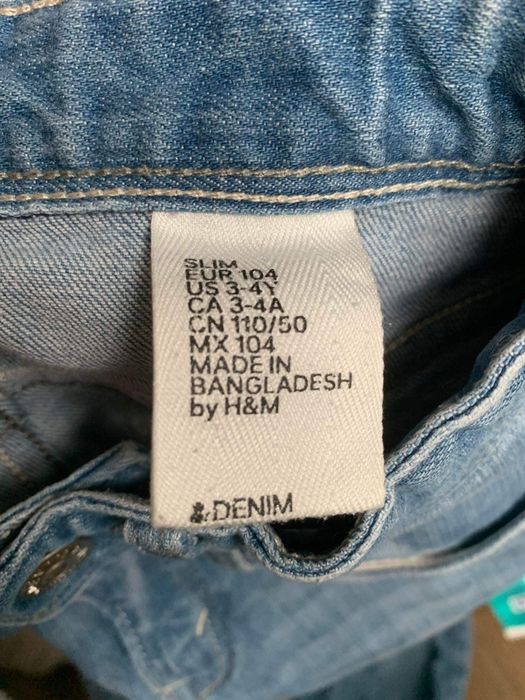 SLIM
EUR 104
US 3-4Y
CA 3-4A
CN 110/50
MX 104
MADE IN
BANGLADESH
by H&M
&DENIM